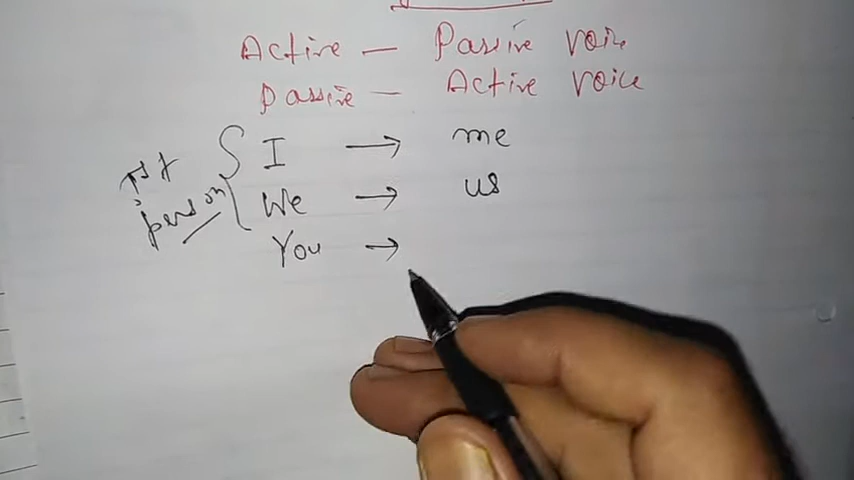 Active – Passive Voice
Passive – Active Voice
1st person { I → me
We → us
You →